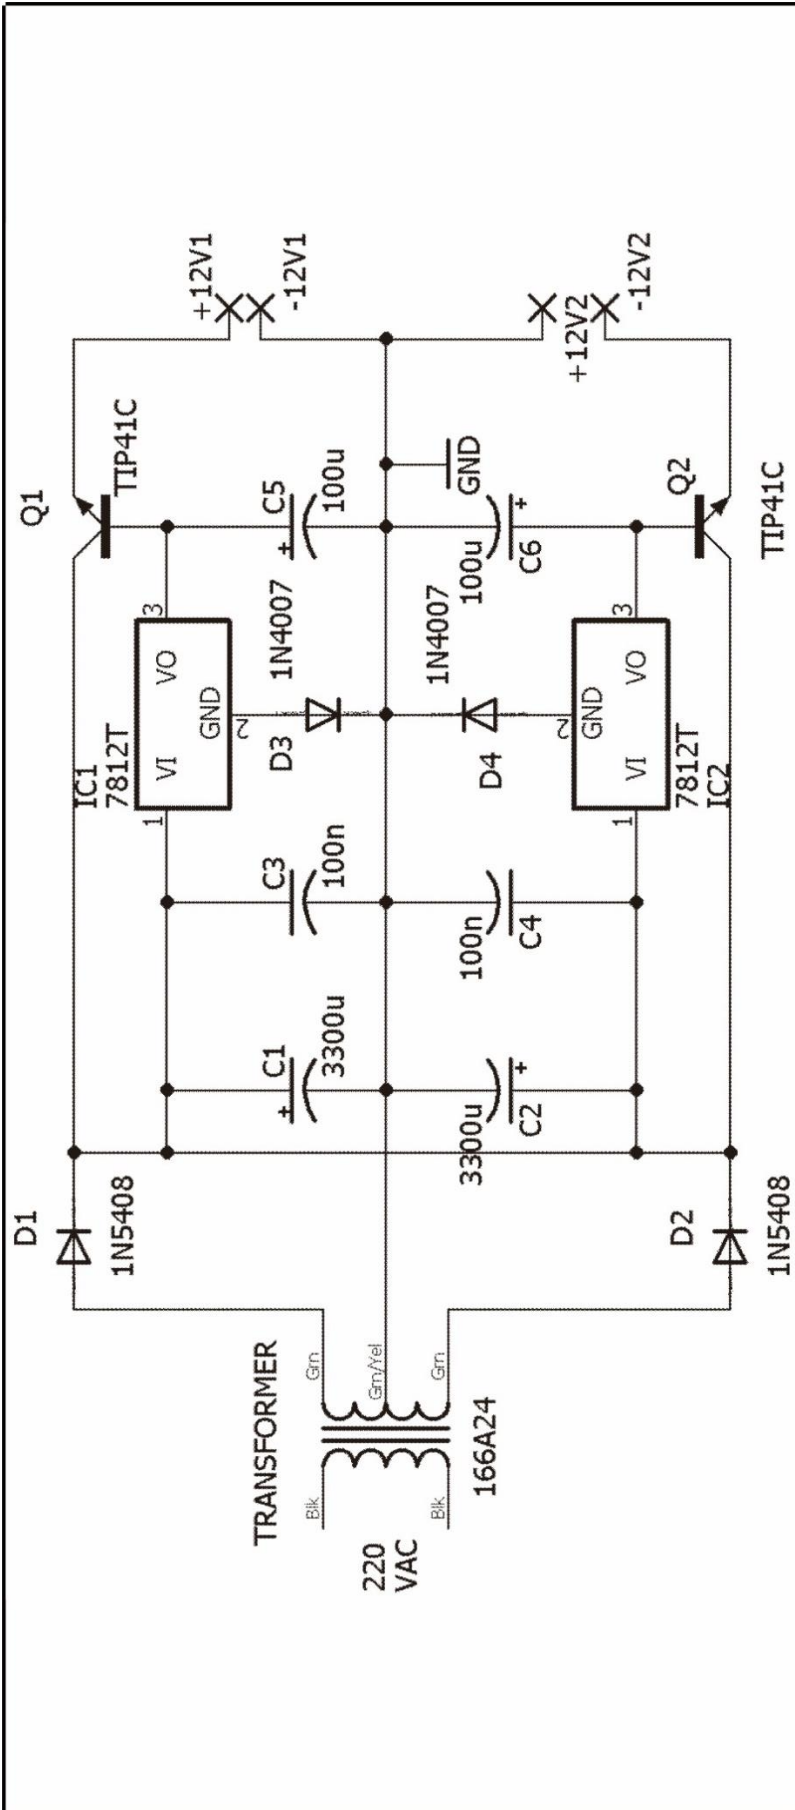 TRANSFORMER
220
VAC
Blk
Blk
Grn
Grn/Yel
Grn
166A24
D1
1N5408
D2
1N5408
C1
3300u
+
3300u
C2
+
C3
100n
100n
C4
IC1
7812T
1
VI
VO
3
GND
2
D3
1N4007
D4
1N4007
2
GND
1
VI
VO
3
7812T
IC2
C5
100u
+
100u
C6
+
GND
Q1
TIP41C
Q2
TIP41C
+12V1
-12V1
+12V2
-12V2